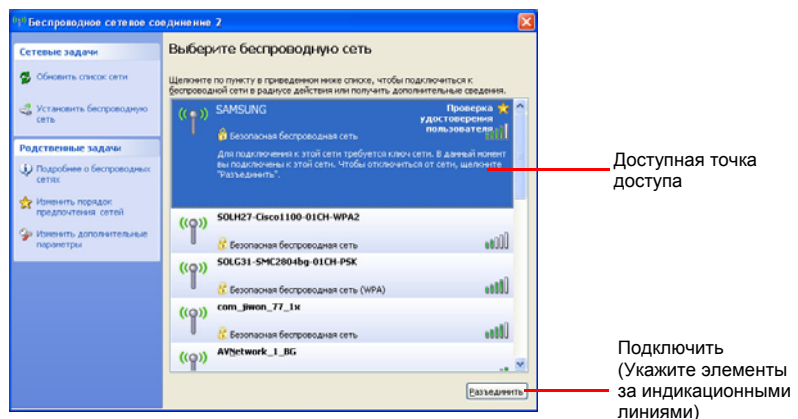 Беспроводное сетевое соединение 2
Сетевые задачи
Обновить список сети
Установить беспроводную
сеть
Родственные задачи
Подробнее о беспроводных
сетях
Изменить порядок
предпочтения сетей
Изменить дополнительные
параметры
Выберите беспроводную сеть
Щелкните по пункту в приведенном ниже списке, чтобы подключиться к
беспроводной сети в радиусе действия или получить дополнительные сведения.
SAMSUNG
Проверка
удостоверения
пользователя
Безопасная беспроводная сеть
Для подключения к этой сети требуется ключ сети. В данный момент
вы подключены к этой сети. Чтобы отключиться от сети, щелкните
"Разъединить".
SOLH27-Cisco1100-01CH-WPA2
Безопасная беспроводная сеть
SOLG31-SMC2804bg-01CH-PSK
Безопасная беспроводная сеть (WPA)
com_jiwon_77_1x
Безопасная беспроводная сеть
AVNetwork_1_BG
Разъединить
Доступная точка
доступа
Подключить
(Укажите элементы
за индикационными
линиями)